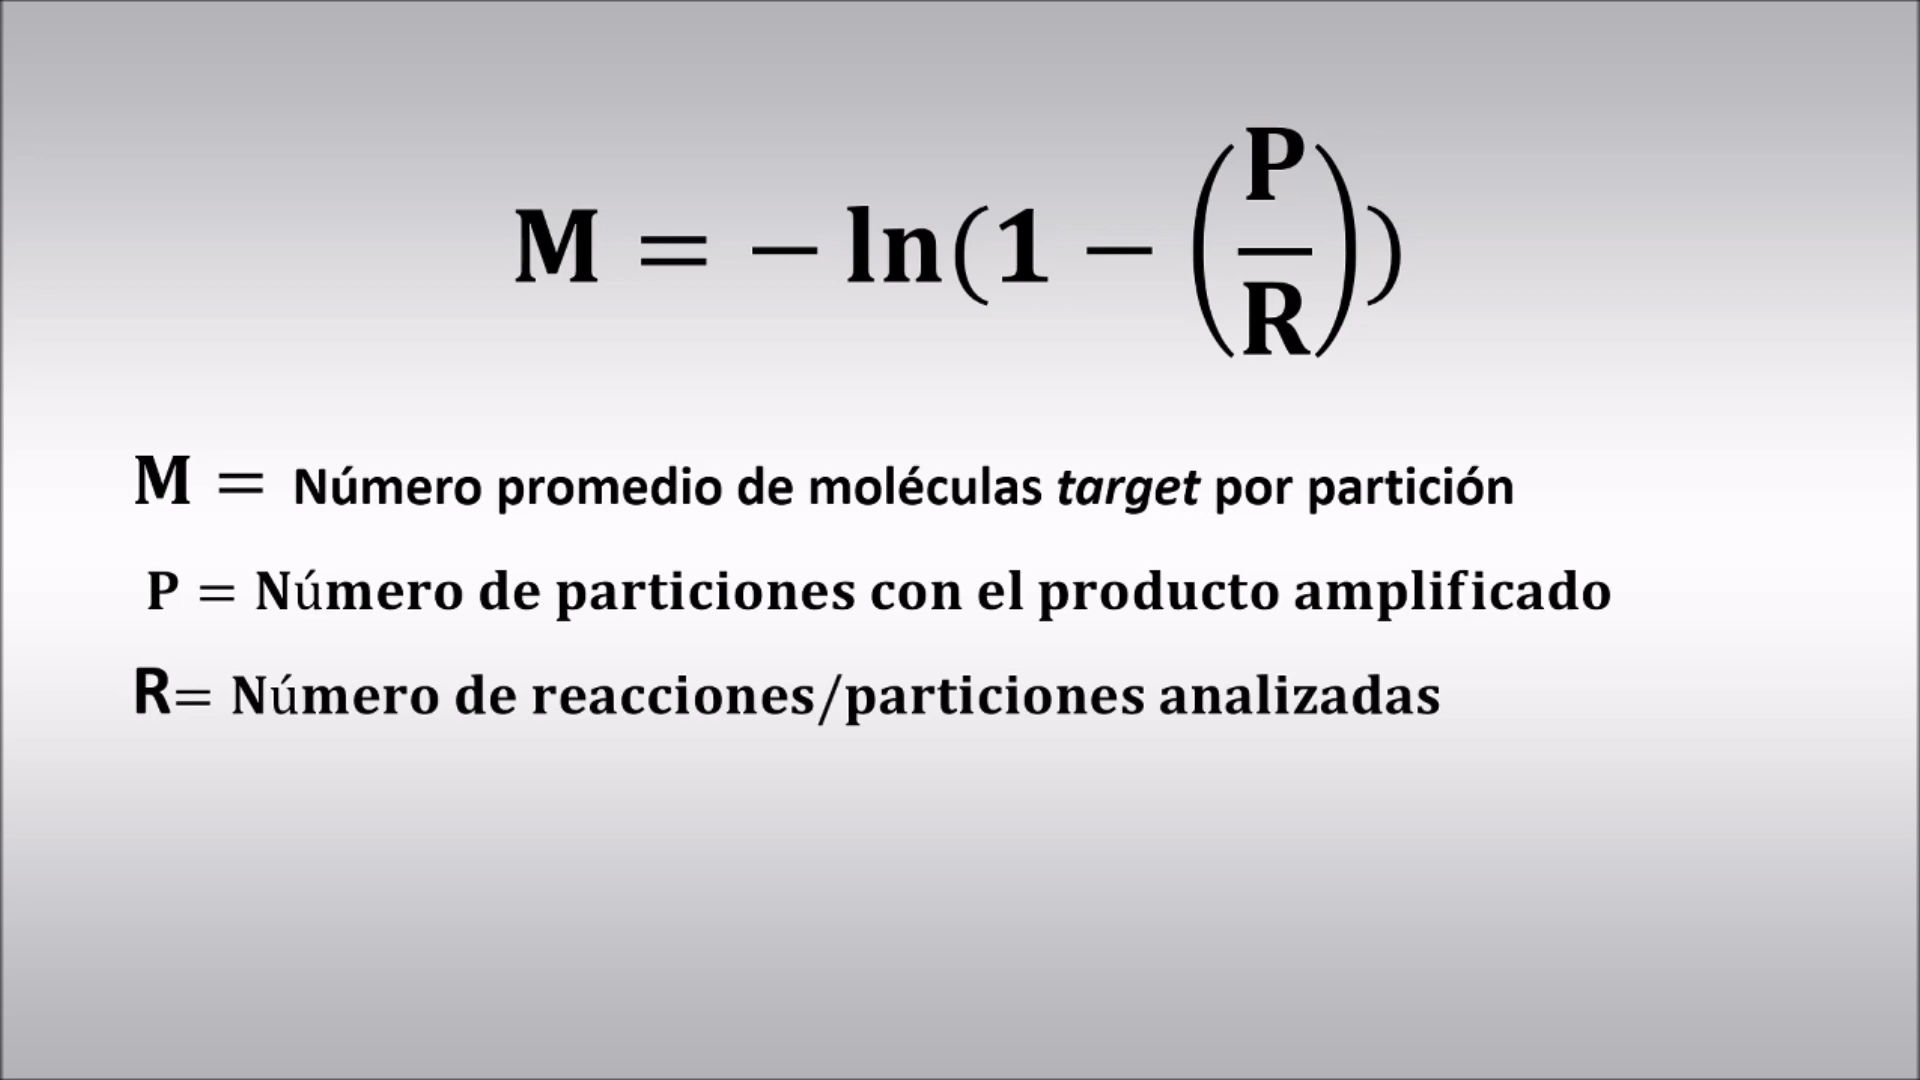 M = − ln(1 − (P/R))
M = Número promedio de moléculas target por partición
P = Número de particiones con el producto amplificado
R= Número de reacciones/particiones analizadas